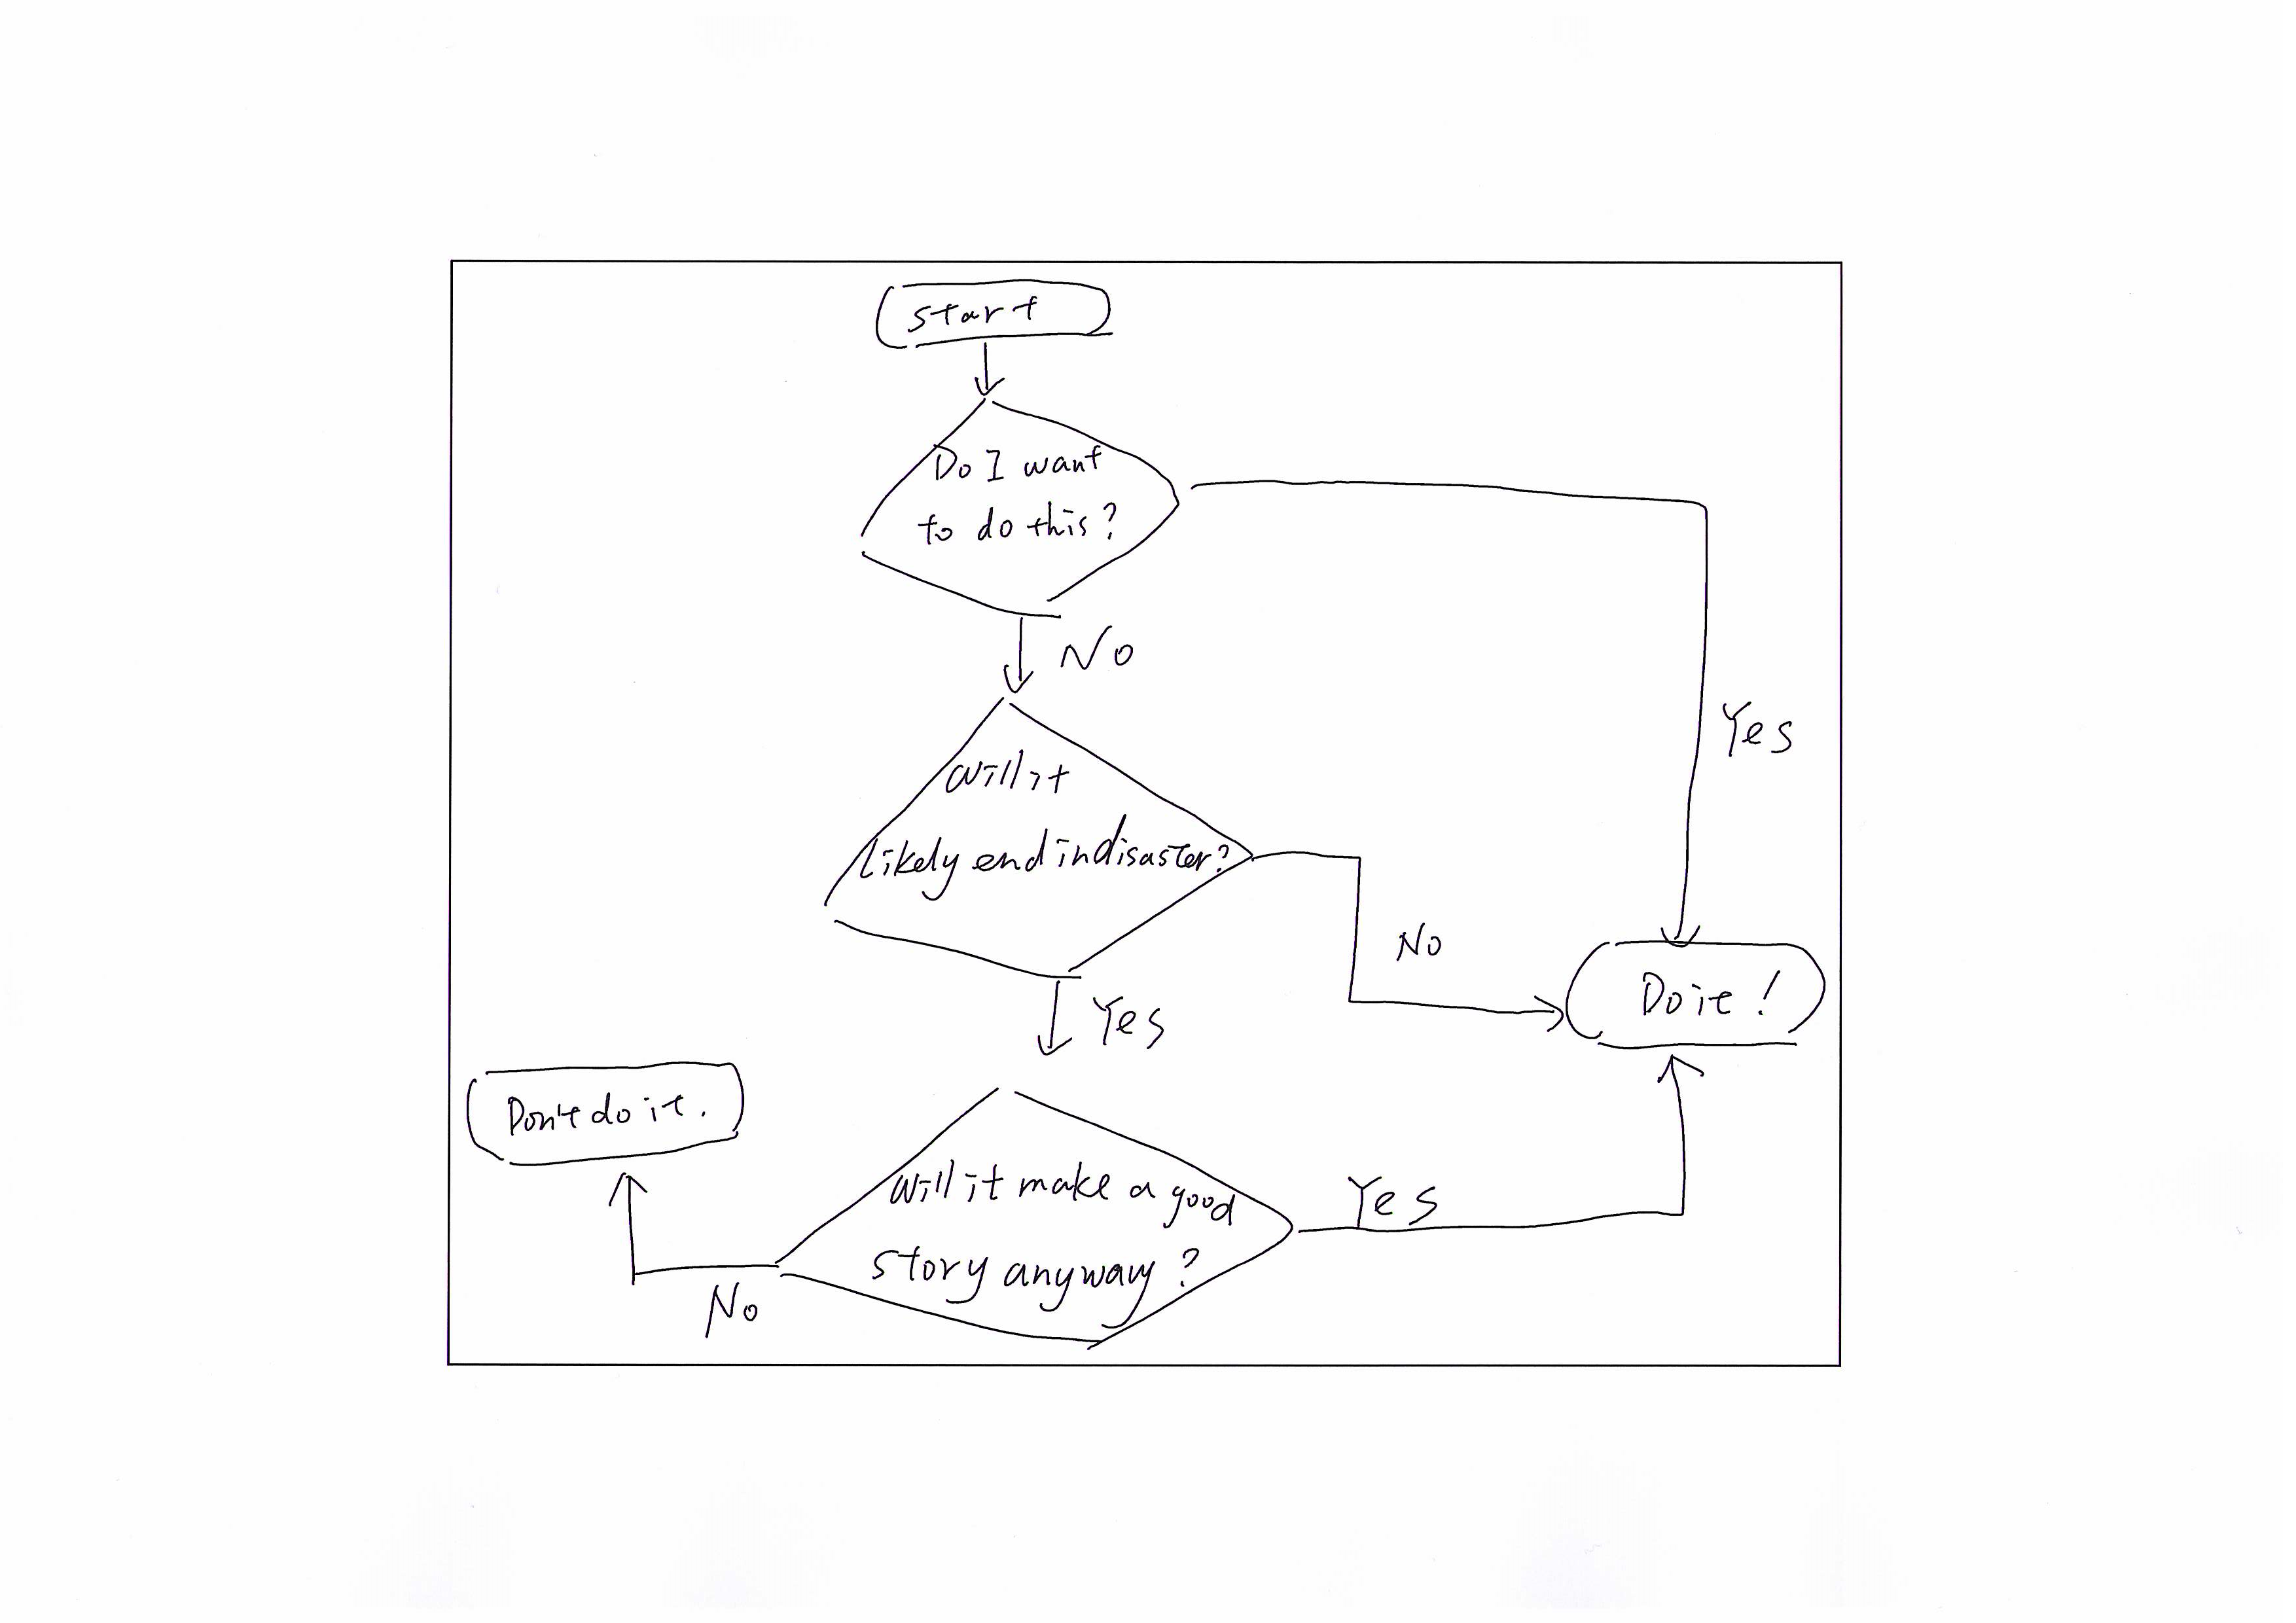 start
Do I want
to do this?
No
Yes
Will it
likely end in disaster?
No
Do it!
Yes
Don't do it.
Will it make a good
story anyway?
Yes
No